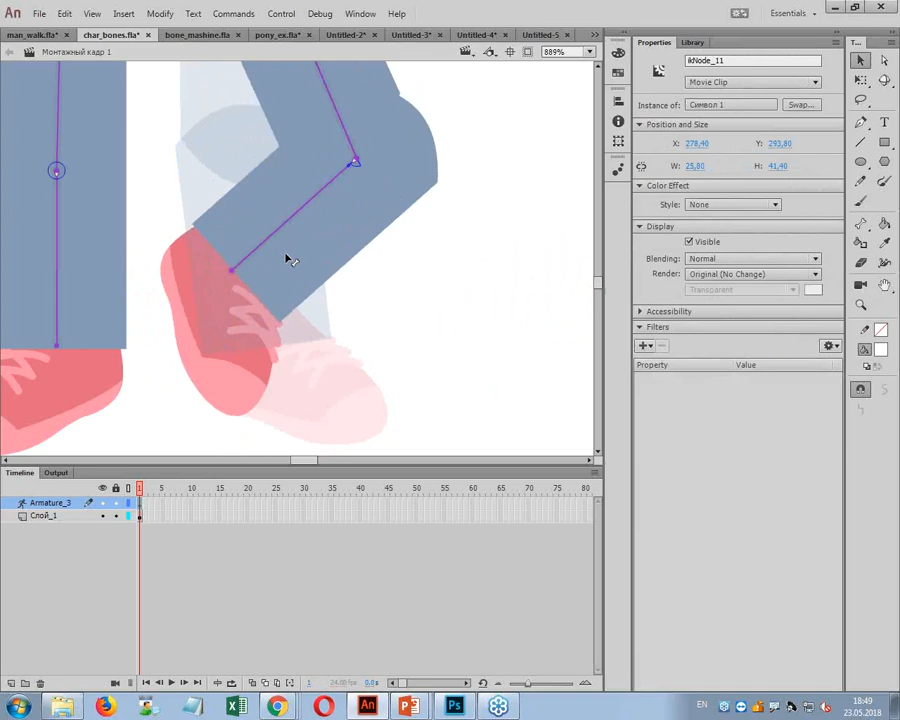 An File Edit View Insert Modify Text Commands Control Debug Window Help Essentials
man_walk.fla* × char_bones.fla* × bone_mashine.fla pony_ex.fla* × Untitled-2* × Untitled-3* × Untitled-4* × Untitled-5 ×
Монтажный кадр 1 889%
Properties Library T...
ikNode_11
Movie Clip
Instance of: Символ 1 Swap...
Position and Size
X: 278,40 Y: 293,80
W: 25,80 H: 41,40
Color Effect
Style: None
Display
Visible
Blending: Normal
Render: Original (No Change)
Transparent
Accessibility
Filters
Property Value
Timeline Output
1 5 10 15 20 25 30 35 40 45 50 55 60 65 70 75 80
Armature_3
Слой_1
1 24.00 fps 0.0s
EN 18:49
23.05.2018